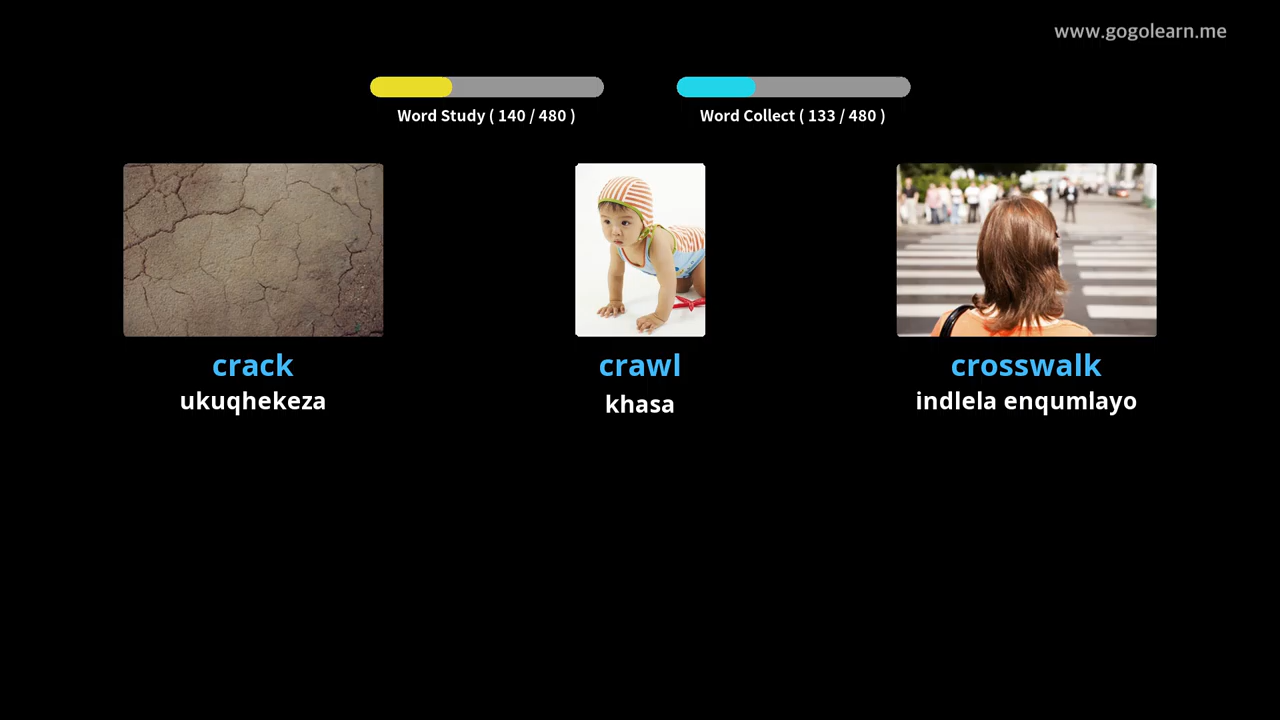 www.gogolearn.me
Word Study ( 140 / 480 )
Word Collect ( 133 / 480 )
crack
ukuqhekeza
crawl
khasa
crosswalk
indlela enqumlayo